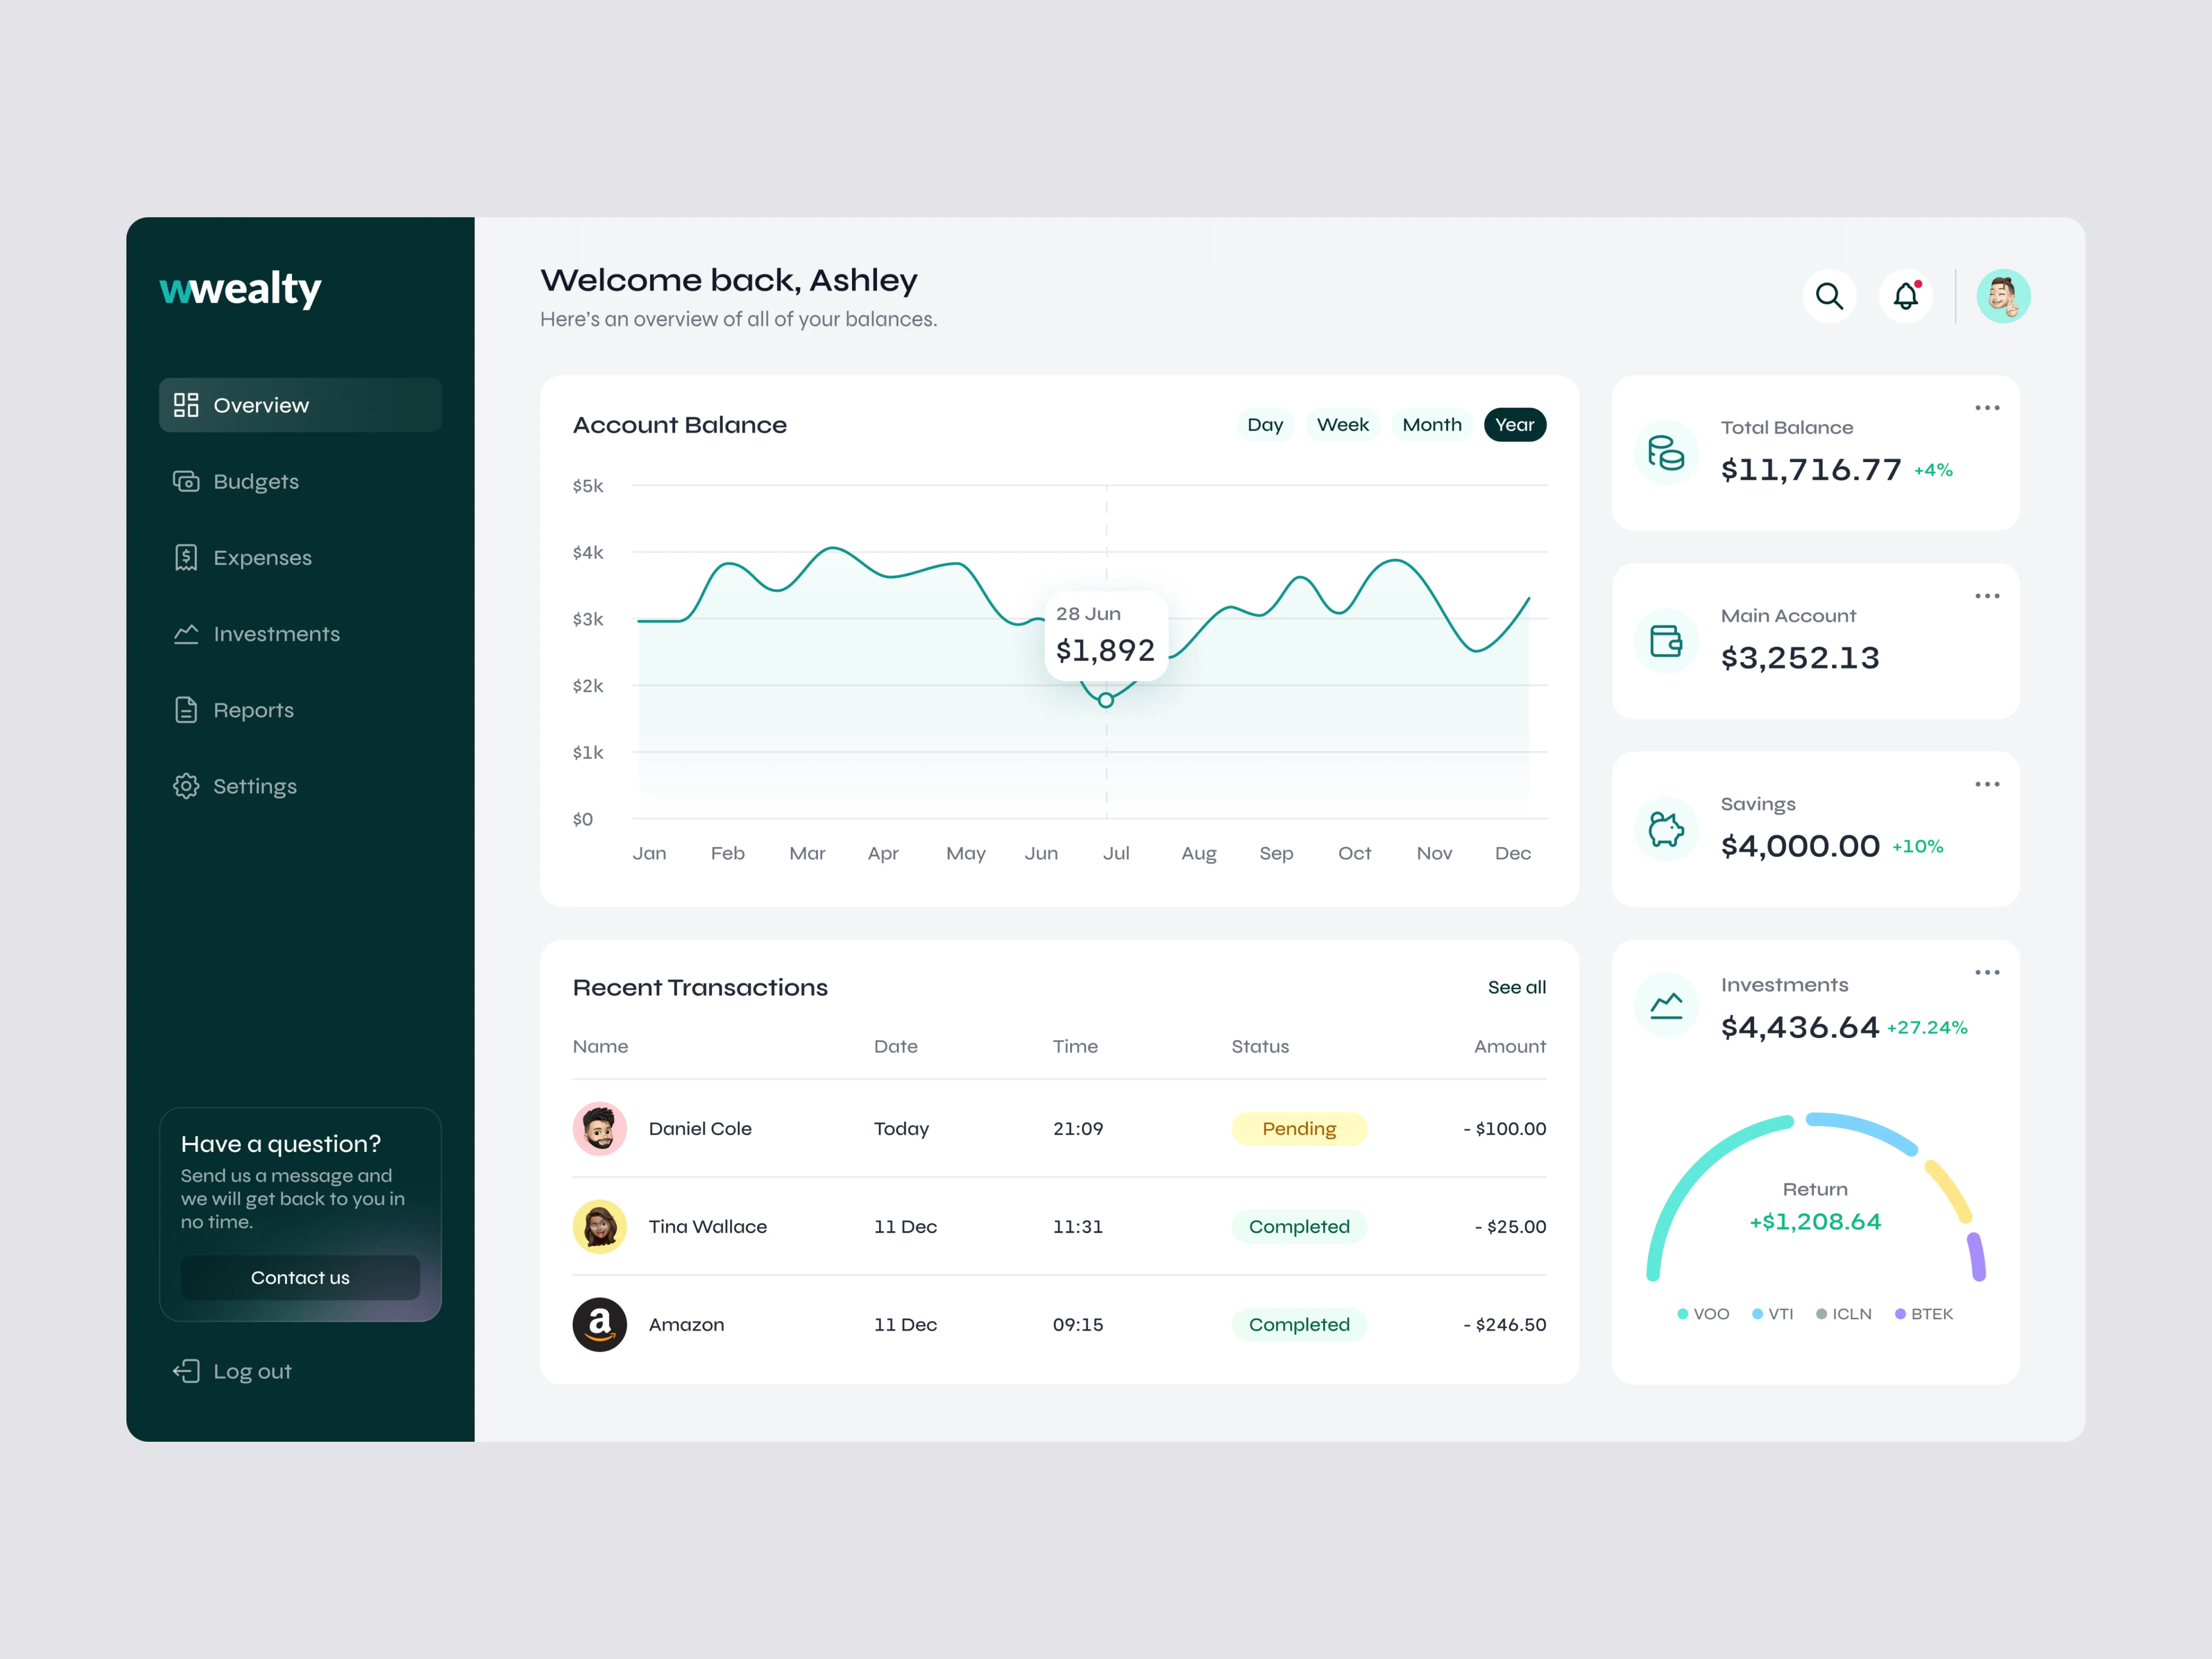 wwealty
Overview
Budgets
Expenses
Investments
Reports
Settings
Have a question?
Send us a message and
we will get back to you in
no time.
Contact us
Log out
Welcome back, Ashley
Here's an overview of all of your balances.
Account Balance
Day Week Month Year
$5k
$4k
$3k
$2k
$1k
$0
28 Jun
$1,892
Jan Feb Mar Apr May Jun Jul Aug Sep Oct Nov Dec
Recent Transactions
See all
Name Date Time Status Amount
Daniel Cole Today 21:09 Pending - $100.00
Tina Wallace 11 Dec 11:31 Completed - $25.00
a Amazon 11 Dec 09:15 Completed - $246.50
Total Balance
$11,716.77 +4%
Main Account
$3,252.13
Savings
$4,000.00 +10%
Investments
$4,436.64 +27.24%
Return
+$1,208.64
VOO VTI ICLN BTEK